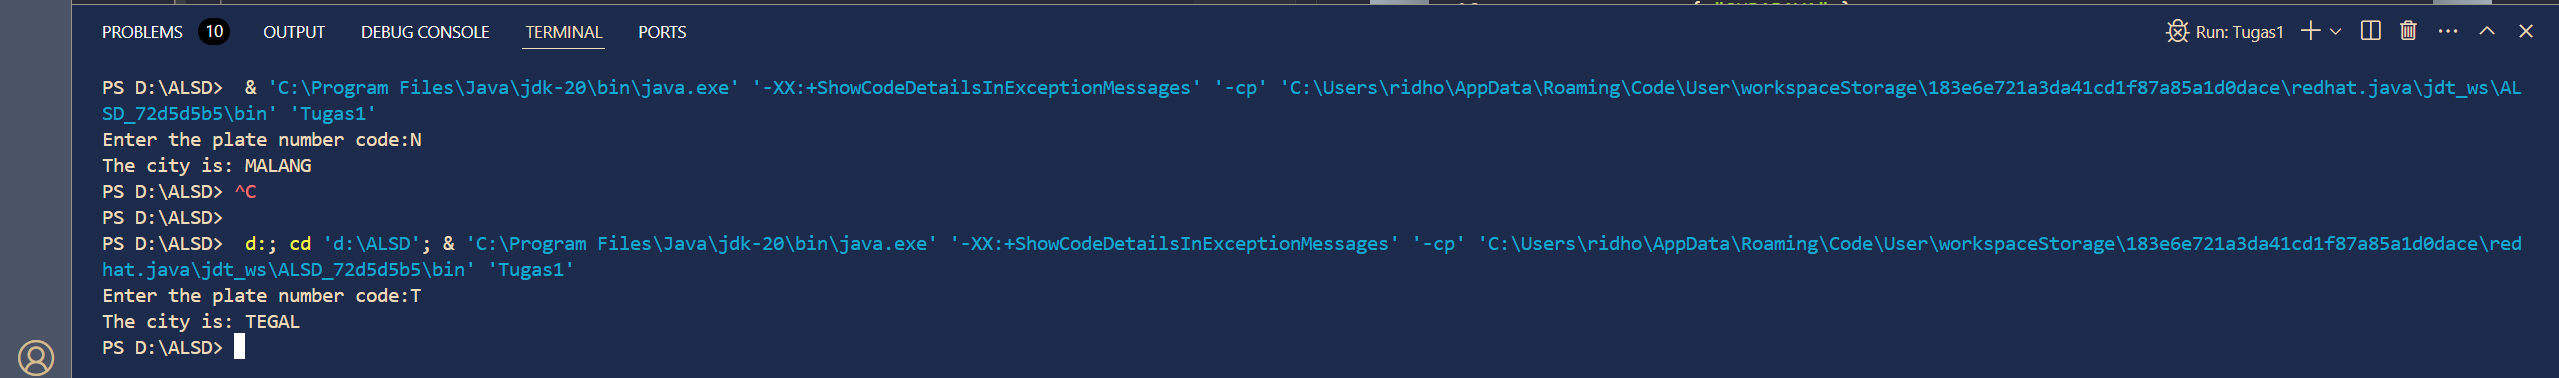 PROBLEMS 10 OUTPUT DEBUG CONSOLE TERMINAL PORTS Run: Tugas1
PS D:\ALSD>  & 'C:\Program Files\Java\jdk-20\bin\java.exe' '-XX:+ShowCodeDetailsInExceptionMessages' '-cp' 'C:\Users\ridho\AppData\Roaming\Code\User\workspaceStorage\183e6e721a3da41cd1f87a85a1d0dace\redhat.java\jdt_ws\AL
SD_72d5d5b5\bin' 'Tugas1'
Enter the plate number code:N
The city is: MALANG
PS D:\ALSD> ^C
PS D:\ALSD>
PS D:\ALSD>  d:; cd 'd:\ALSD'; & 'C:\Program Files\Java\jdk-20\bin\java.exe' '-XX:+ShowCodeDetailsInExceptionMessages' '-cp' 'C:\Users\ridho\AppData\Roaming\Code\User\workspaceStorage\183e6e721a3da41cd1f87a85a1d0dace\red
hat.java\jdt_ws\ALSD_72d5d5b5\bin' 'Tugas1'
Enter the plate number code:T
The city is: TEGAL
PS D:\ALSD>